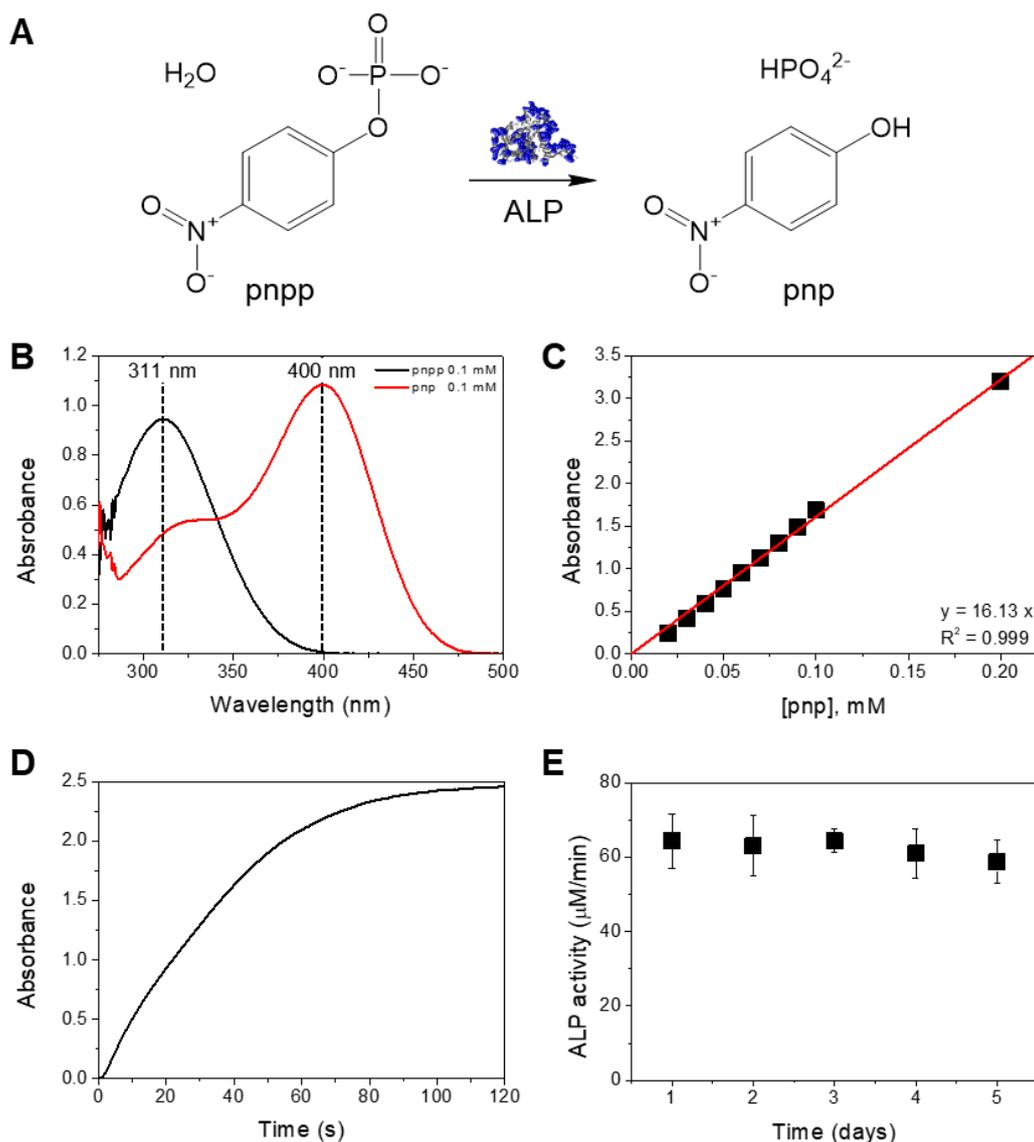 A
H₂O
O
O⁻ P O⁻
O
O N⁺
O⁻
pnpp
ALP
HPO₄²⁻
OH
O N⁺
O⁻
pnp
B
311 nm 400 nm
pnpp 0.1 mM
pnp 0.1 mM
1.2
1.0
0.8
0.6
0.4
0.2
0.0
300 350 400 450 500
Absrobance
Wavelength (nm)
C
3.5
3.0
2.5
2.0
1.5
1.0
0.5
0.0
0.00 0.05 0.10 0.15 0.20
Absorbance
[pnp], mM
y = 16.13 x
R² = 0.999
D
2.5
2.0
1.5
1.0
0.5
0.0
0 20 40 60 80 100 120
Absorbance
Time (s)
E
80
60
40
20
0
1 2 3 4 5
ALP activity (μM/min)
Time (days)